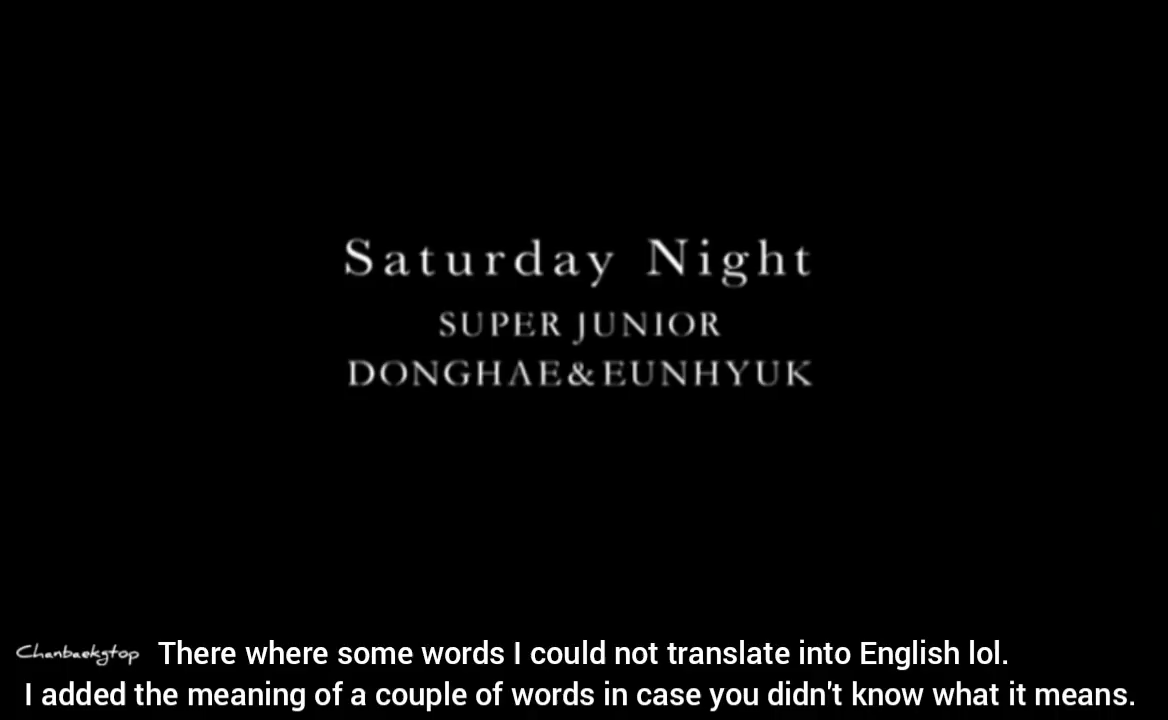 Saturday Night
SUPER JUNIOR
DONGHAE&EUNHYUK
Chanbaekgtop There where some words I could not translate into English lol.
I added the meaning of a couple of words in case you didn't know what it means.